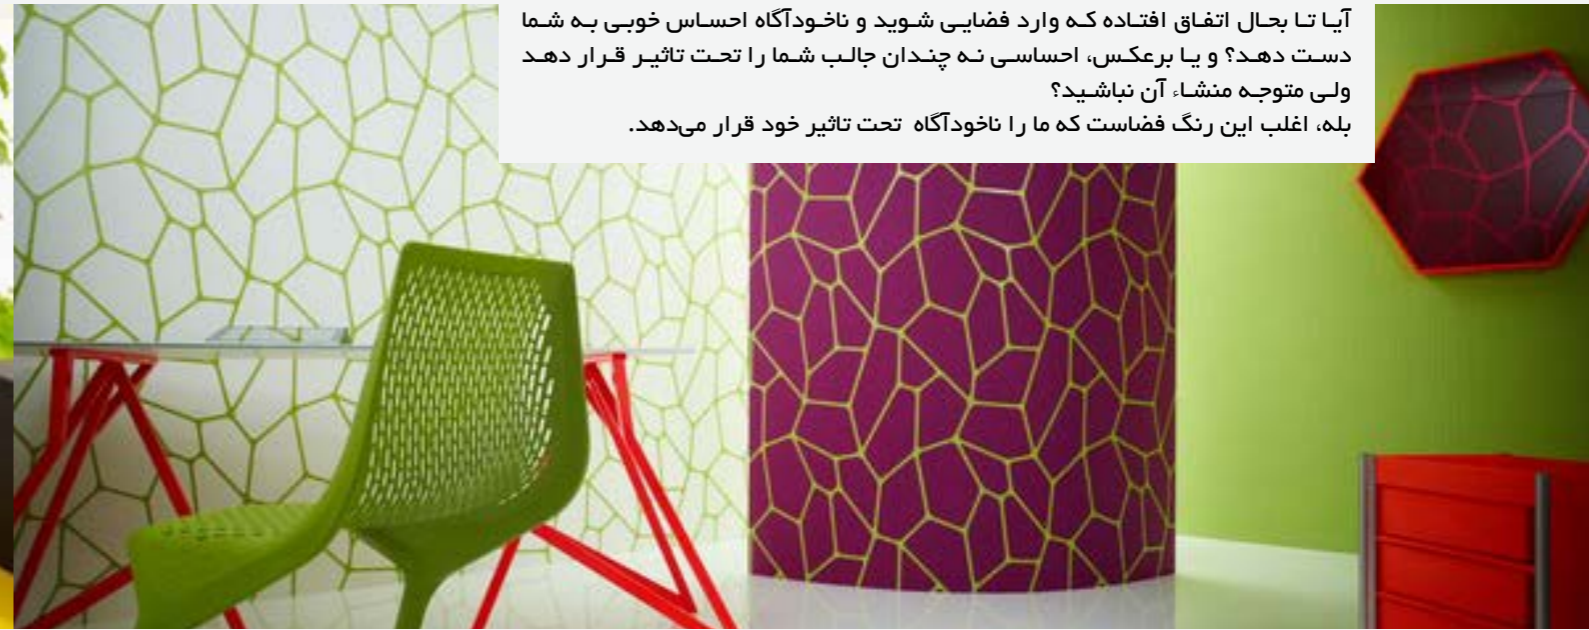 آیا تا بحال اتفاق افتاده که وارد فضایی شوید و ناخودآگاه احساس خوبی به شما
دست دهد؟ و یا برعکس، احساسی نه چندان جالب شما را تحت تاثیر قرار دهد
ولی متوجه منشاء آن نباشید؟
بله، اغلب این رنگ فضاست که ما را ناخودآگاه تحت تاثیر خود قرار می‌دهد.